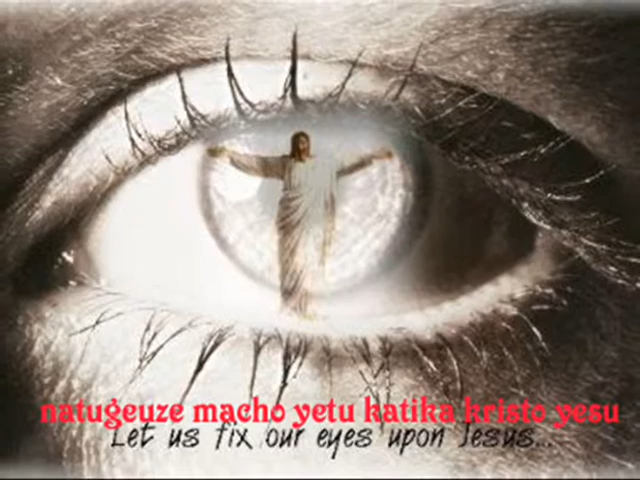 natugeuze macho yetu katika kristo yesu
Let us fix our eyes upon Jesus...